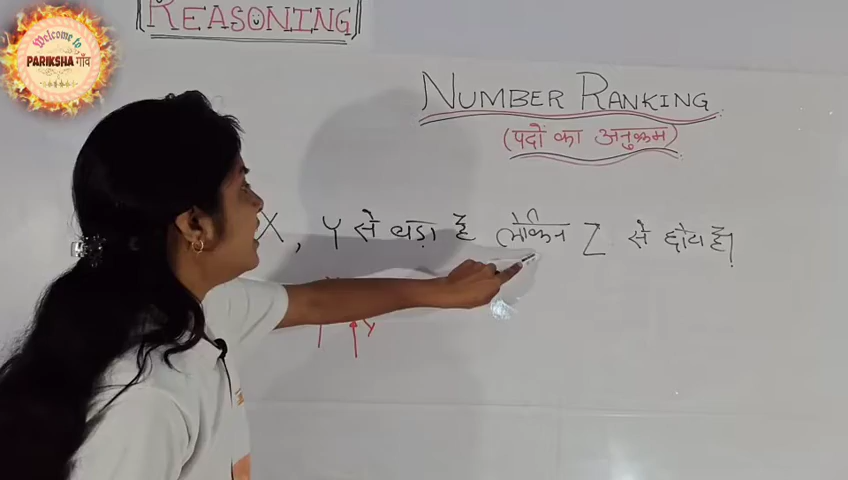 REASONING
Welcome to
PARIKSHA गाँव
NUMBER RANKING
(पदों का अनुक्रम)
X, Y से बड़ा है लेकिन Z से छोटा है।
Y